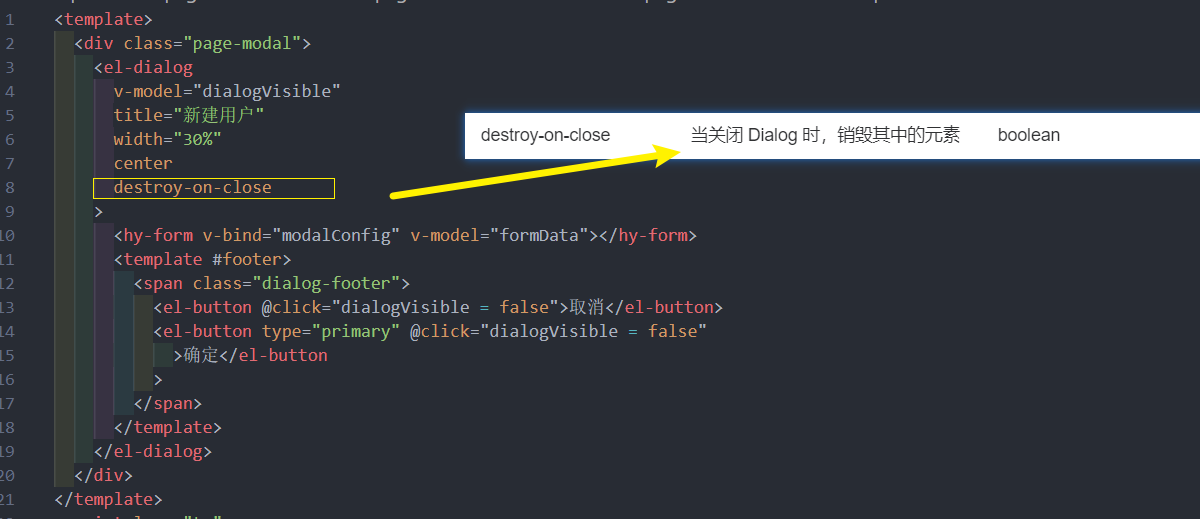 1 <template>
2 <div class="page-modal">
3 <el-dialog
4 v-model="dialogVisible"
5 title="新建用户"
6 width="30%"
7 center
8 destroy-on-close
9 >
10 <hy-form v-bind="modalConfig" v-model="formData"></hy-form>
11 <template #footer>
12 <span class="dialog-footer">
13 <el-button @click="dialogVisible = false">取消</el-button>
14 <el-button type="primary" @click="dialogVisible = false"
15 >确定</el-button
16 >
17 </span>
18 </template>
19 </el-dialog>
20 </div>
21 </template>
destroy-on-close 当关闭 Dialog 时，销毁其中的元素 boolean